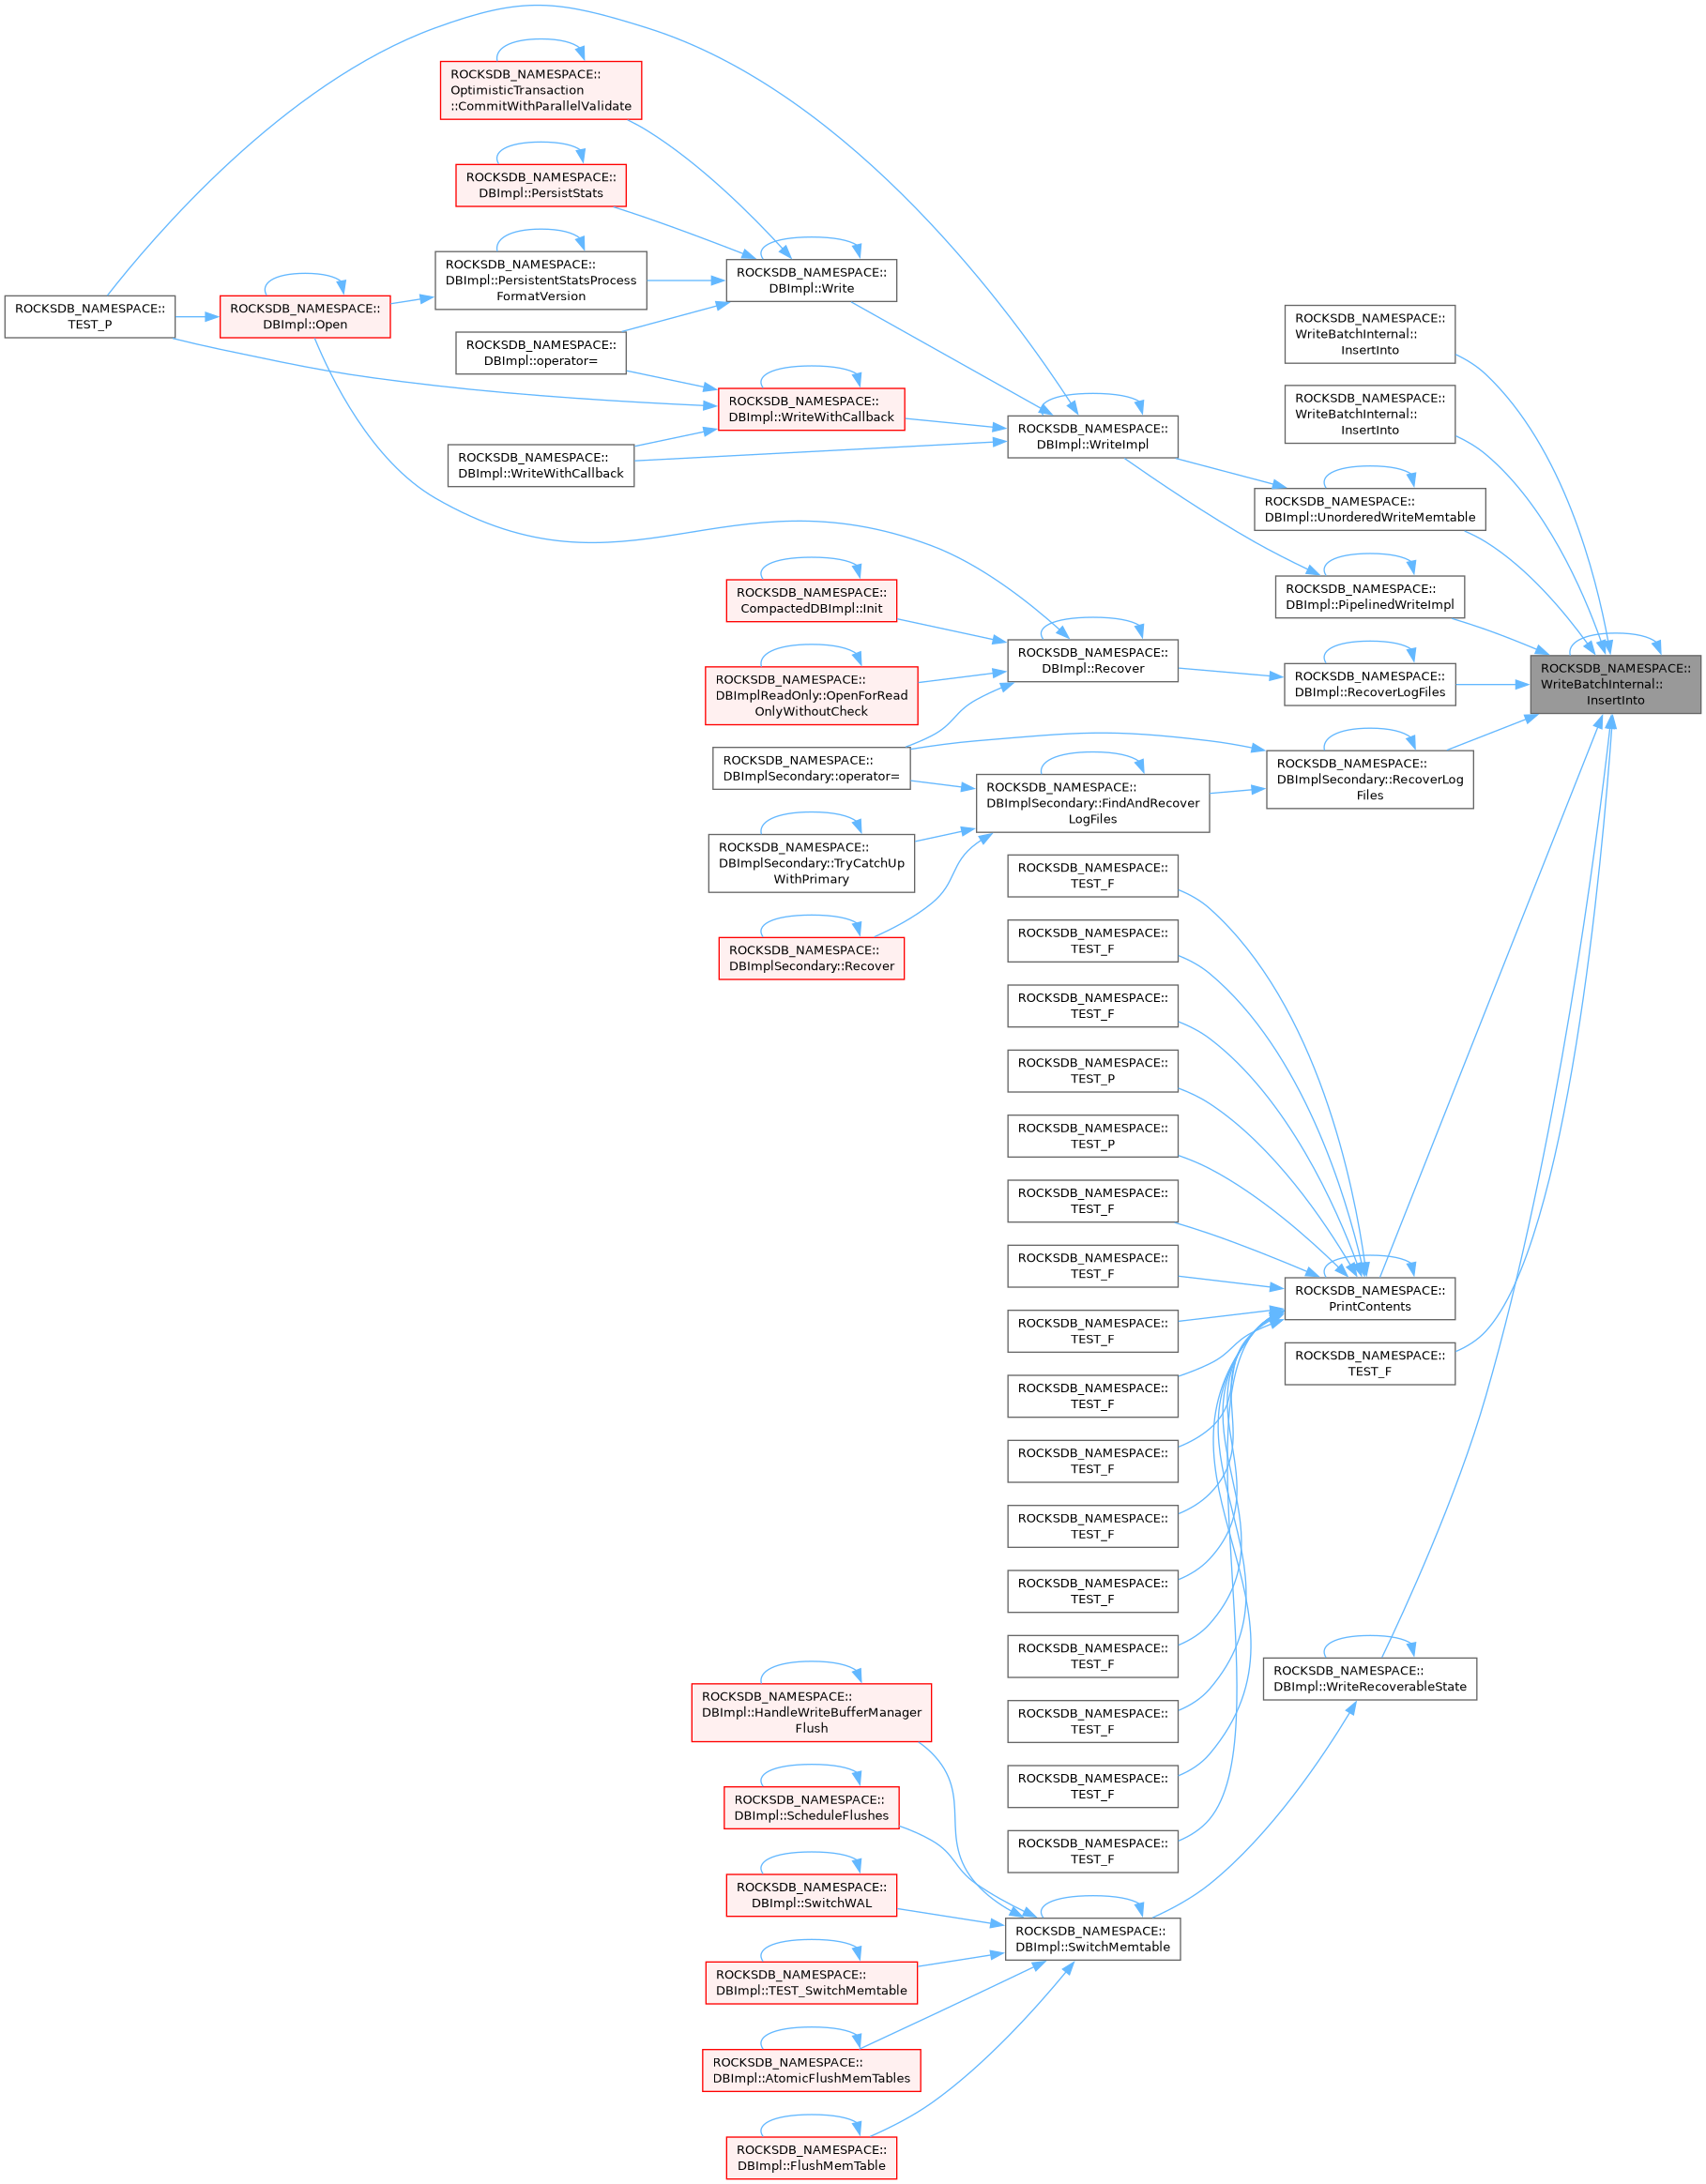 ROCKSDB_NAMESPACE::
OptimisticTransaction
::CommitWithParallelValidate
ROCKSDB_NAMESPACE::
DBImpl::PersistStats
ROCKSDB_NAMESPACE::
DBImpl::PersistentStatsProcess
FormatVersion
ROCKSDB_NAMESPACE::
DBImpl::Write
ROCKSDB_NAMESPACE::
TEST_P
ROCKSDB_NAMESPACE::
DBImpl::Open
ROCKSDB_NAMESPACE::
DBImpl::operator=
ROCKSDB_NAMESPACE::
DBImpl::WriteWithCallback
ROCKSDB_NAMESPACE::
DBImpl::WriteWithCallback
ROCKSDB_NAMESPACE::
DBImpl::WriteImpl
ROCKSDB_NAMESPACE::
WriteBatchInternal::
InsertInto
ROCKSDB_NAMESPACE::
WriteBatchInternal::
InsertInto
ROCKSDB_NAMESPACE::
DBImpl::UnorderedWriteMemtable
ROCKSDB_NAMESPACE::
DBImpl::PipelinedWriteImpl
ROCKSDB_NAMESPACE::
CompactedDBImpl::Init
ROCKSDB_NAMESPACE::
DBImplReadOnly::OpenForRead
OnlyWithoutCheck
ROCKSDB_NAMESPACE::
DBImpl::Recover
ROCKSDB_NAMESPACE::
DBImpl::RecoverLogFiles
ROCKSDB_NAMESPACE::
WriteBatchInternal::
InsertInto
ROCKSDB_NAMESPACE::
DBImplSecondary::operator=
ROCKSDB_NAMESPACE::
DBImplSecondary::FindAndRecover
LogFiles
ROCKSDB_NAMESPACE::
DBImplSecondary::RecoverLog
Files
ROCKSDB_NAMESPACE::
DBImplSecondary::TryCatchUp
WithPrimary
ROCKSDB_NAMESPACE::
DBImplSecondary::Recover
ROCKSDB_NAMESPACE::
TEST_F
ROCKSDB_NAMESPACE::
TEST_F
ROCKSDB_NAMESPACE::
TEST_F
ROCKSDB_NAMESPACE::
TEST_P
ROCKSDB_NAMESPACE::
TEST_P
ROCKSDB_NAMESPACE::
TEST_F
ROCKSDB_NAMESPACE::
TEST_F
ROCKSDB_NAMESPACE::
PrintContents
ROCKSDB_NAMESPACE::
TEST_F
ROCKSDB_NAMESPACE::
TEST_F
ROCKSDB_NAMESPACE::
TEST_F
ROCKSDB_NAMESPACE::
TEST_F
ROCKSDB_NAMESPACE::
TEST_F
ROCKSDB_NAMESPACE::
TEST_F
ROCKSDB_NAMESPACE::
TEST_F
ROCKSDB_NAMESPACE::
DBImpl::WriteRecoverableState
ROCKSDB_NAMESPACE::
DBImpl::HandleWriteBufferManager
Flush
ROCKSDB_NAMESPACE::
TEST_F
ROCKSDB_NAMESPACE::
TEST_F
ROCKSDB_NAMESPACE::
DBImpl::ScheduleFlushes
ROCKSDB_NAMESPACE::
TEST_F
ROCKSDB_NAMESPACE::
DBImpl::SwitchWAL
ROCKSDB_NAMESPACE::
DBImpl::SwitchMemtable
ROCKSDB_NAMESPACE::
DBImpl::TEST_SwitchMemtable
ROCKSDB_NAMESPACE::
DBImpl::AtomicFlushMemTables
ROCKSDB_NAMESPACE::
DBImpl::FlushMemTable